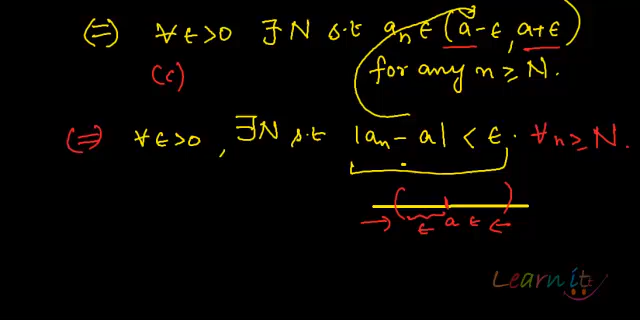 (⇒) ∀ ε>0 ∃ N s.t aₙ ∈ (a-ε, a+ε)
(c) for any n ≥ N.
(⇒) ∀ ε>0, ∃N s.t |aₙ - a| < ε. ∀n ≥ N.
ε a ε
Learnit